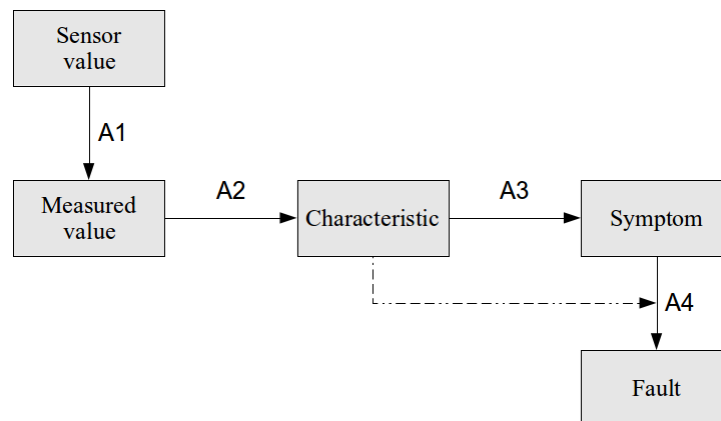 Sensor
value
A1
Measured
value
A2
Characteristic
A3
Symptom
A4
Fault